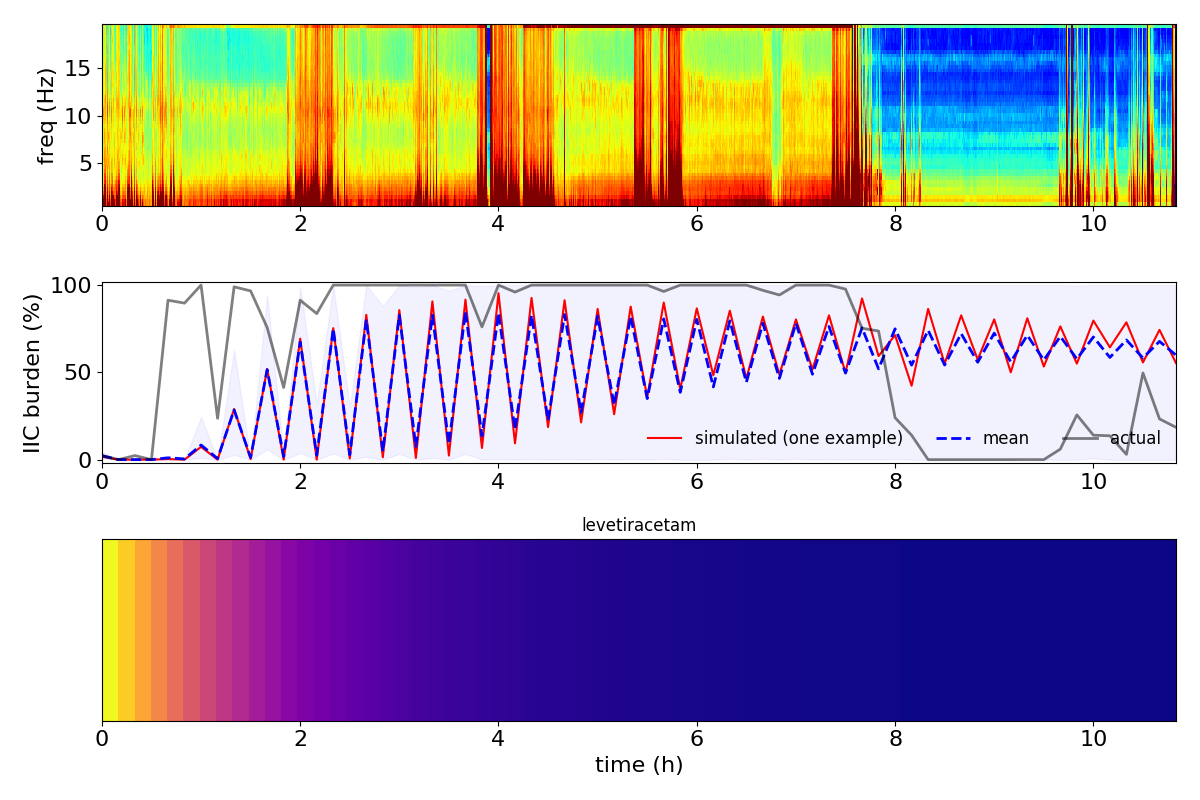 freq (Hz)
15
10
5
0 2 4 6 8 10
IIC burden (%)
100
50
0
simulated (one example) mean actual
0 2 4 6 8 10
levetiracetam
0 2 4 6 8 10
time (h)